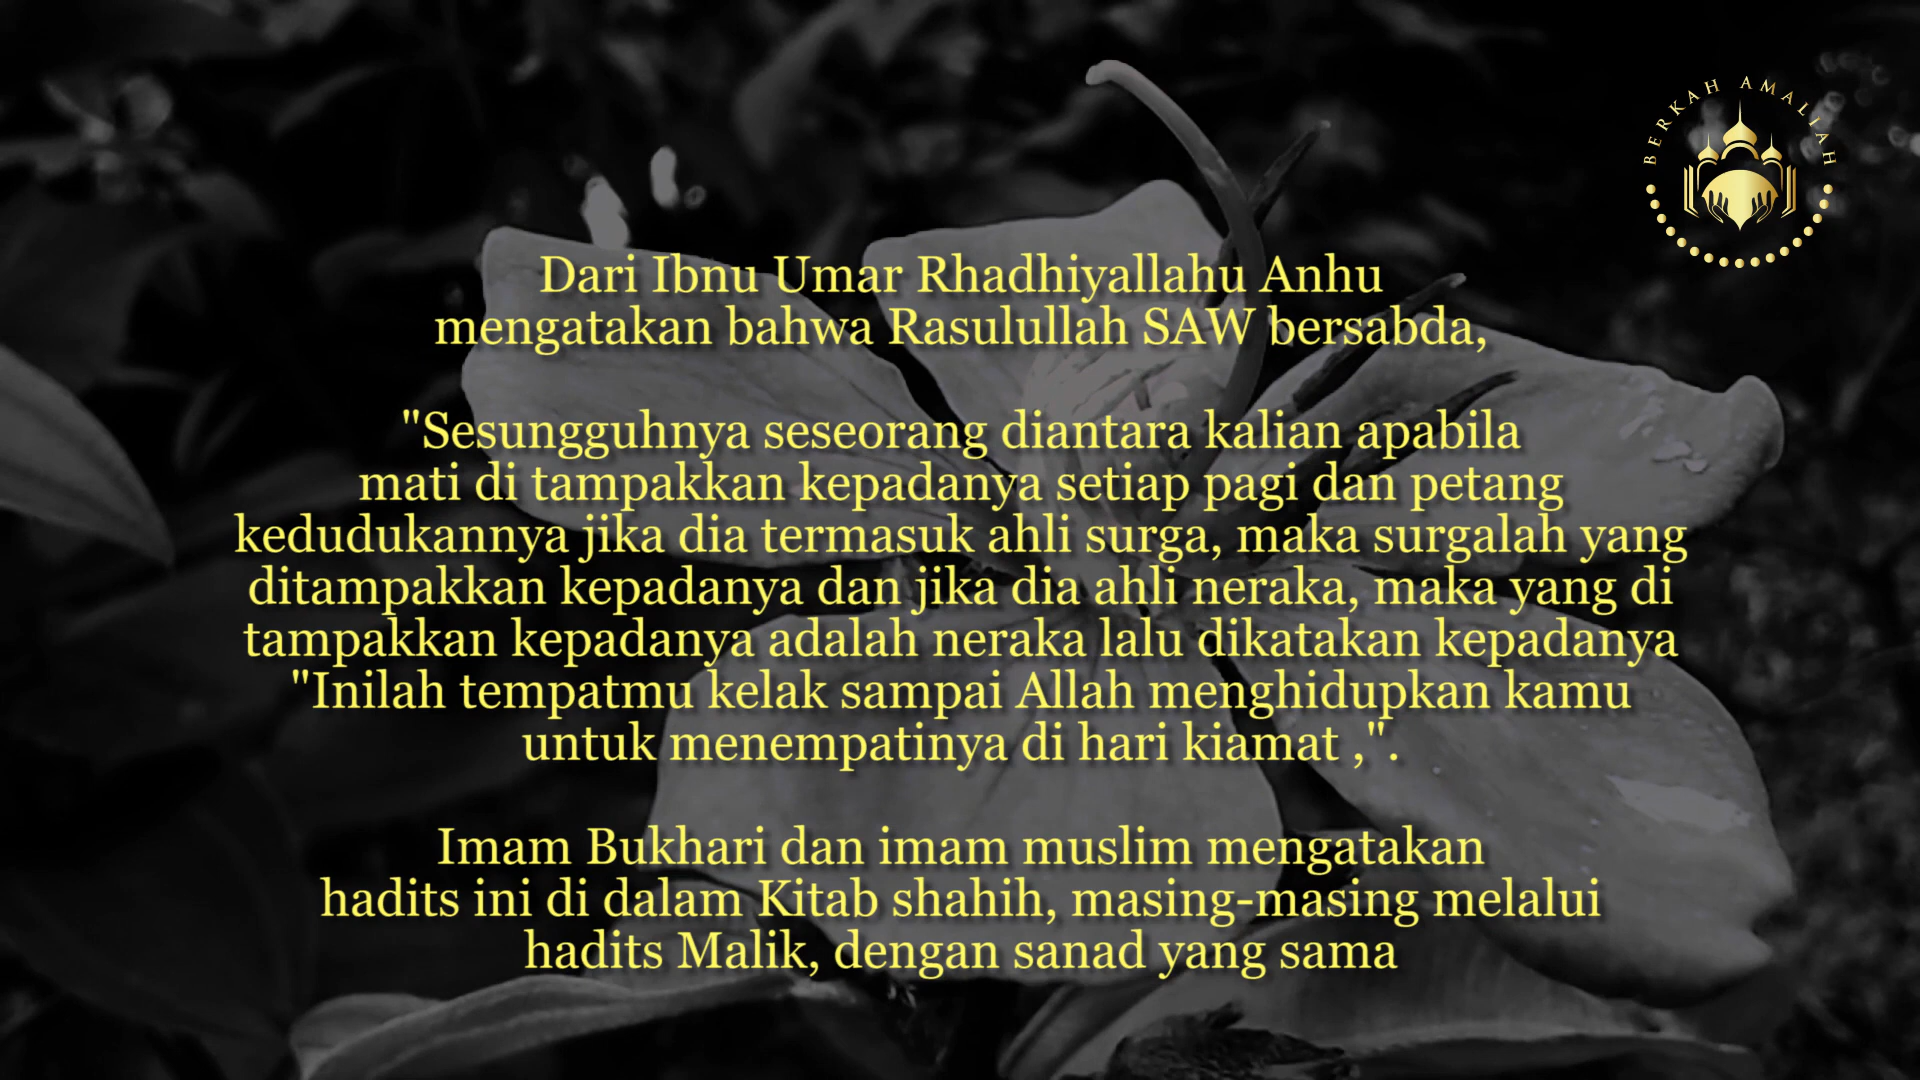 BERKAH AMALIAH
Dari Ibnu Umar Rhadhiyallahu Anhu
mengatakan bahwa Rasulullah SAW bersabda,
"Sesungguhnya seseorang diantara kalian apabila
mati di tampakkan kepadanya setiap pagi dan petang
kedudukannya jika dia termasuk ahli surga, maka surgalah yang
ditampakkan kepadanya dan jika dia ahli neraka, maka yang di
tampakkan kepadanya adalah neraka lalu dikatakan kepadanya
"Inilah tempatmu kelak sampai Allah menghidupkan kamu
untuk menempatinya di hari kiamat ,".
Imam Bukhari dan imam muslim mengatakan
hadits ini di dalam Kitab shahih, masing-masing melalui
hadits Malik, dengan sanad yang sama